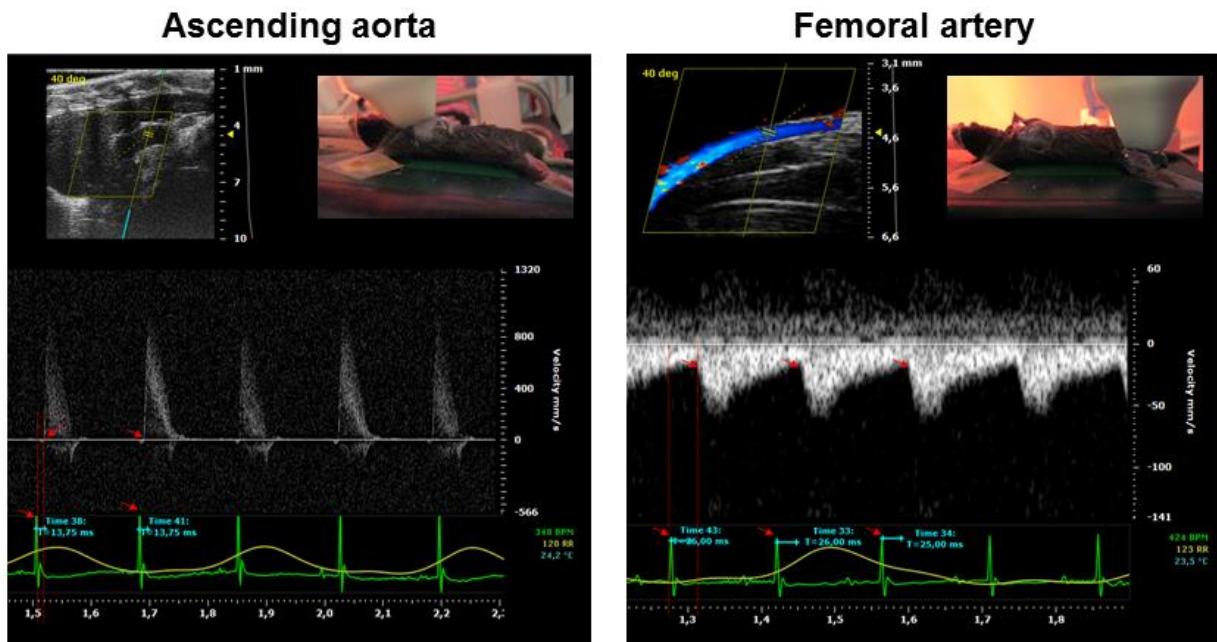 Ascending aorta
40 deg
1 mm
4
7
10
1320
800
400
0
-566
Velocity mm/s
Time 38:
T=13,75 ms
Time 41:
T=13,75 ms
348 BPM
120 RR
24,2 °C
1,5 1,6 1,7 1,8 1,9 2,0 2,1 2,2 2,
Femoral artery
40 deg
3,1 mm
3,6
4,6
5,6
6,6
60
0
-50
-100
-141
Velocity mm/s
Time 43:
T=26,00 ms
Time 33:
T=26,00 ms
Time 34:
T=25,00 ms
424 BPM
123 RR
23,5 °C
1,3 1,4 1,5 1,6 1,7 1,8